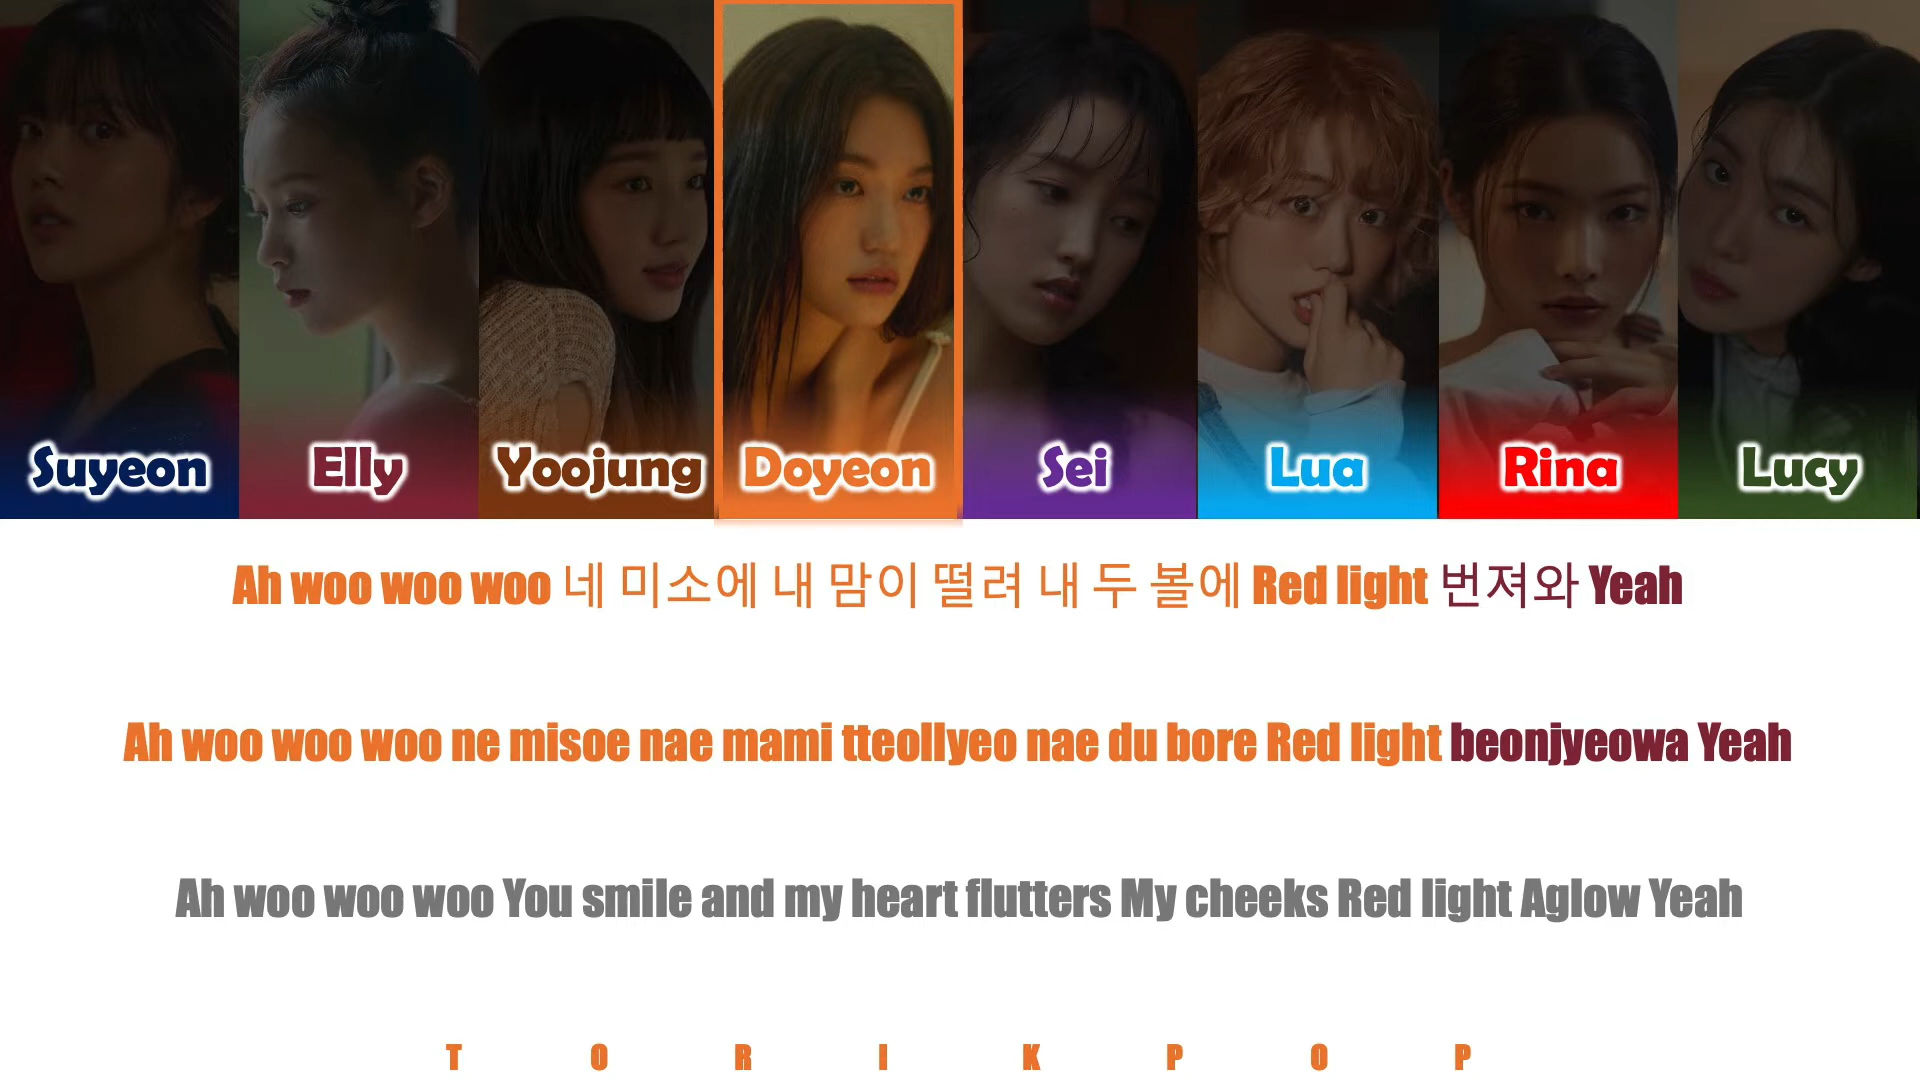 Suyeon Elly Yoojung Doyeon Sei Lua Rina Lucy
Ah woo woo woo 네 미소에 내 맘이 떨려 내 두 볼에 Red light 번져와 Yeah
Ah woo woo woo ne misoe nae mami tteollyeo nae du bore Red light beonjyeowa Yeah
Ah woo woo woo You smile and my heart flutters My cheeks Red light Aglow Yeah
T O R I K P O P